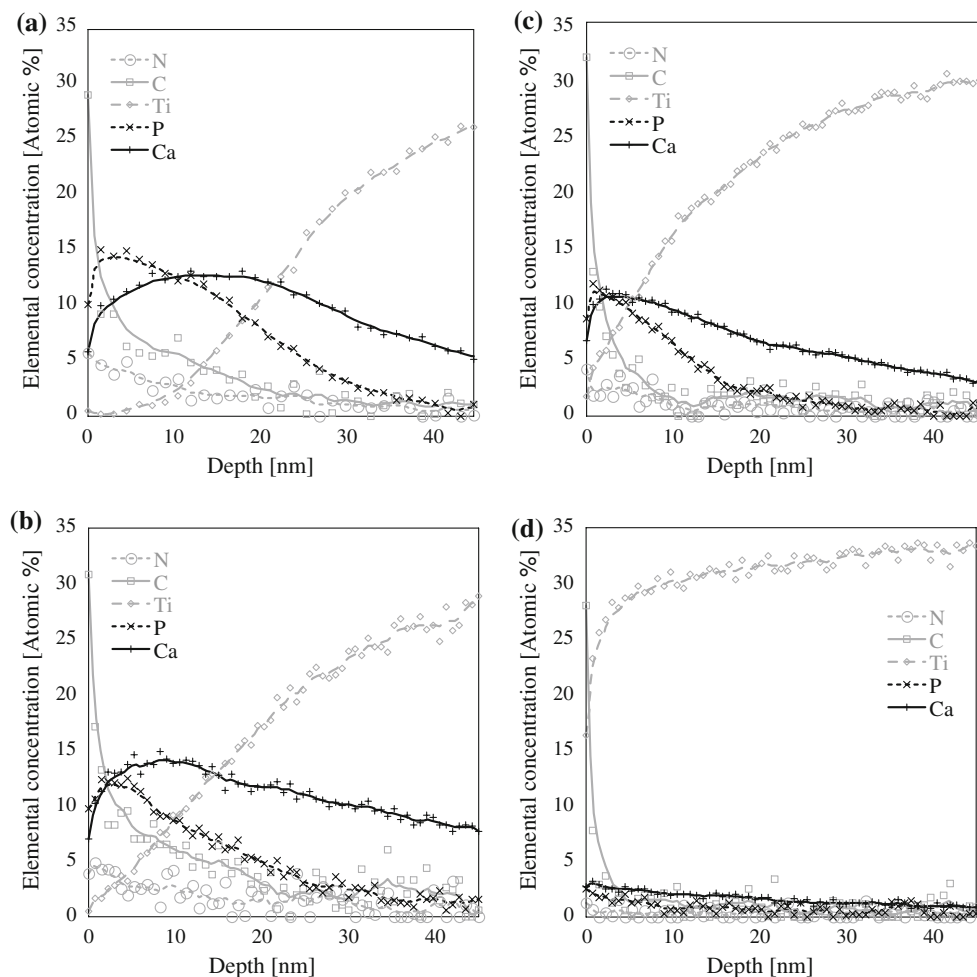 (a)
Elemental concentration [Atomic %]
35
30
25
20
15
10
5
0
N
C
Ti
P
Ca
0 10 20 30 40
Depth [nm]
(c)
Elemental concentration [Atomic %]
35
30
25
20
15
10
5
0
N
C
Ti
P
Ca
0 10 20 30 40
Depth [nm]
(b)
Elemental concentration [Atomic %]
35
30
25
20
15
10
5
0
N
C
Ti
P
Ca
0 10 20 30 40
Depth [nm]
(d)
Elemental concentration [Atomic %]
35
30
25
20
15
10
5
0
N
C
Ti
P
Ca
0 10 20 30 40
Depth [nm]